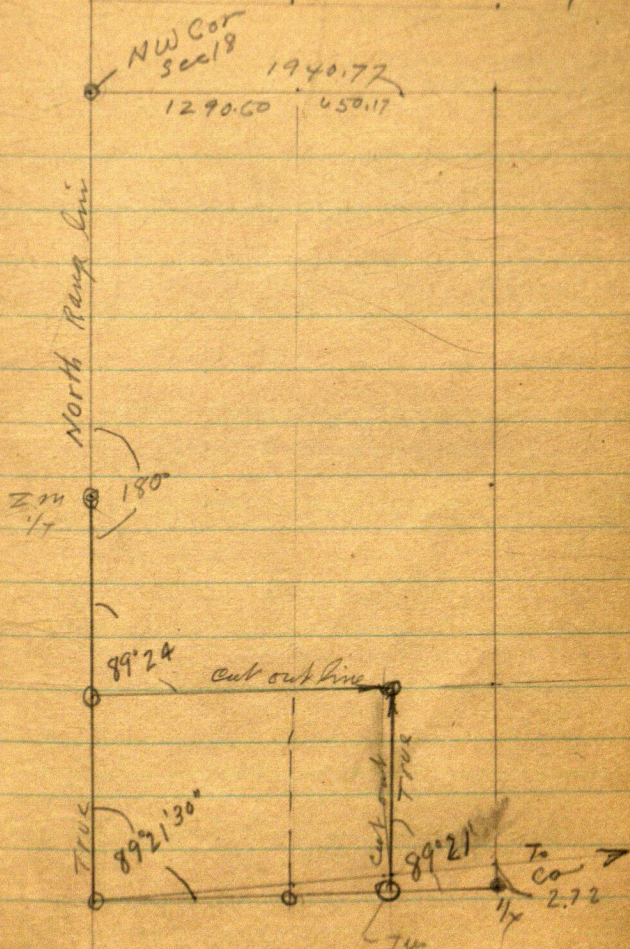 NW Cor
Sec 18
1940.77
1290.60 650.17
North Range line
180°
1/4
89°24
cut out line
True
89°21'30"
cut out
True
89°21'
To
Co
2.72
1/4